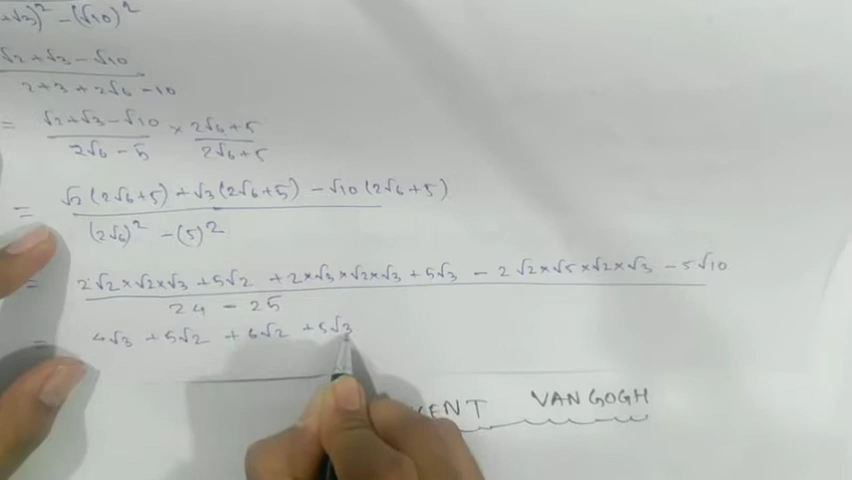 +√3)² - (√10)²
√2 + √3 - √10
2 + 3 + 2√6 - 10
= √2 + √3 - √10 × 2√6 + 5
2√6 - 5 2√6 + 5
= √2 (2√6 + 5) + √3 (2√6 + 5) - √10 (2√6 + 5)
(2√6)² - (5)²
= 2√2 × √2 × √3 + 5√2 + 2 × √3 × √2 × √3 + 5√3 - 2√2 × √5 × √2 × √3 - 5√10
24 - 25
= 4√3 + 5√2 + 6√2 + 5√3
VANGOGH